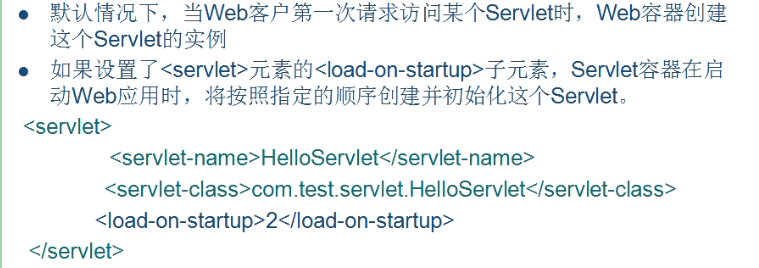 ● 默认情况下，当Web客户第一次请求访问某个Servlet时，Web容器创建
这个Servlet的实例
● 如果设置了<servlet>元素的<load-on-startup>子元素，Servlet容器在启
动Web应用时，将按照指定的顺序创建并初始化这个Servlet。
<servlet>
<servlet-name>HelloServlet</servlet-name>
<servlet-class>com.test.servlet.HelloServlet</servlet-class>
<load-on-startup>2</load-on-startup>
</servlet>